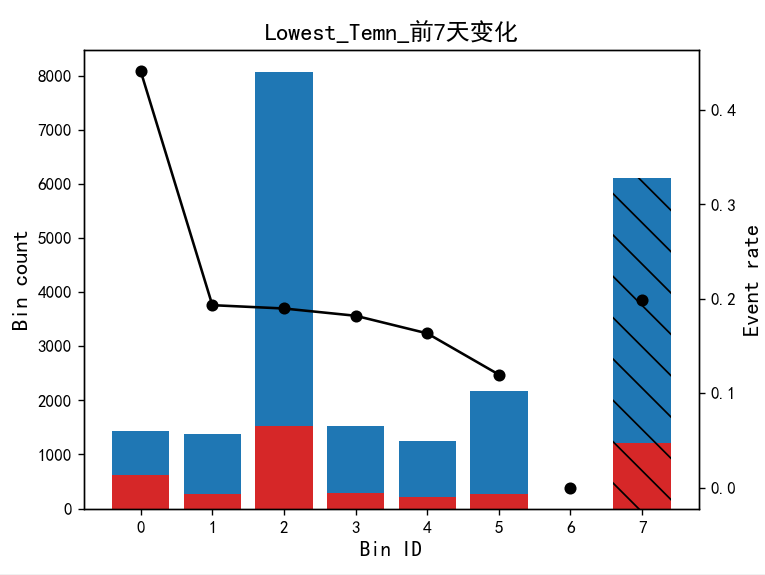 Lowest_Temn_前7天变化
Bin count
8000
7000
6000
5000
4000
3000
2000
1000
0
0.4
0.3
0.2
0.1
0.0
Event rate
0 1 2 3 4 5 6 7
Bin ID